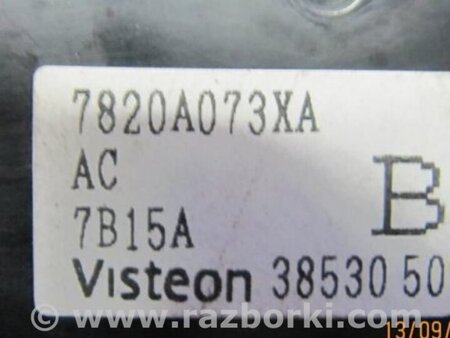 7820A073XA
AC
7B15A
B
Visteon 38530 50
© www.razborki.com
13/09/